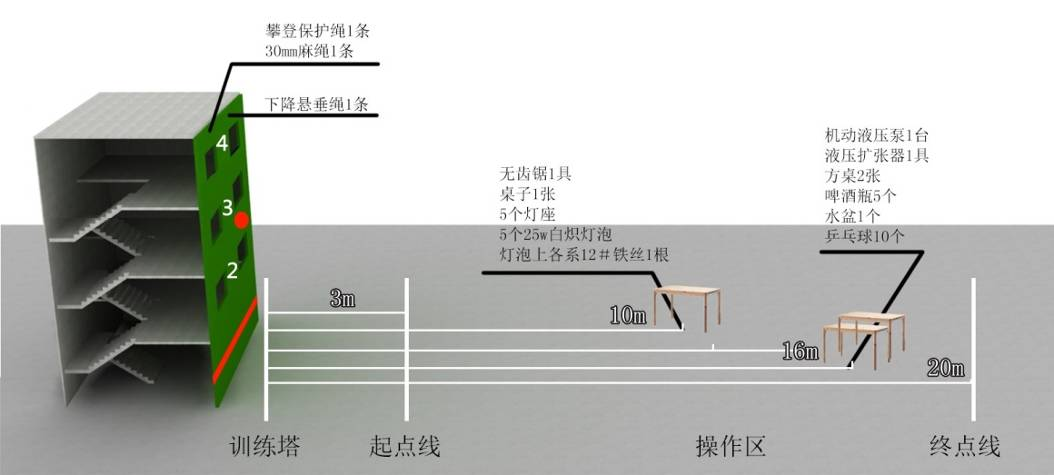 攀登保护绳1条
30mm麻绳1条
下降悬垂绳1条
4
3
2
无齿锯1具
桌子1张
5个灯座
5个25w白炽灯泡
灯泡上各系12＃铁丝1根
机动液压泵1台
液压扩张器1具
方桌2张
啤酒瓶5个
水盆1个
乒乓球10个
3m
10m
16m
20m
训练塔
起点线
操作区
终点线